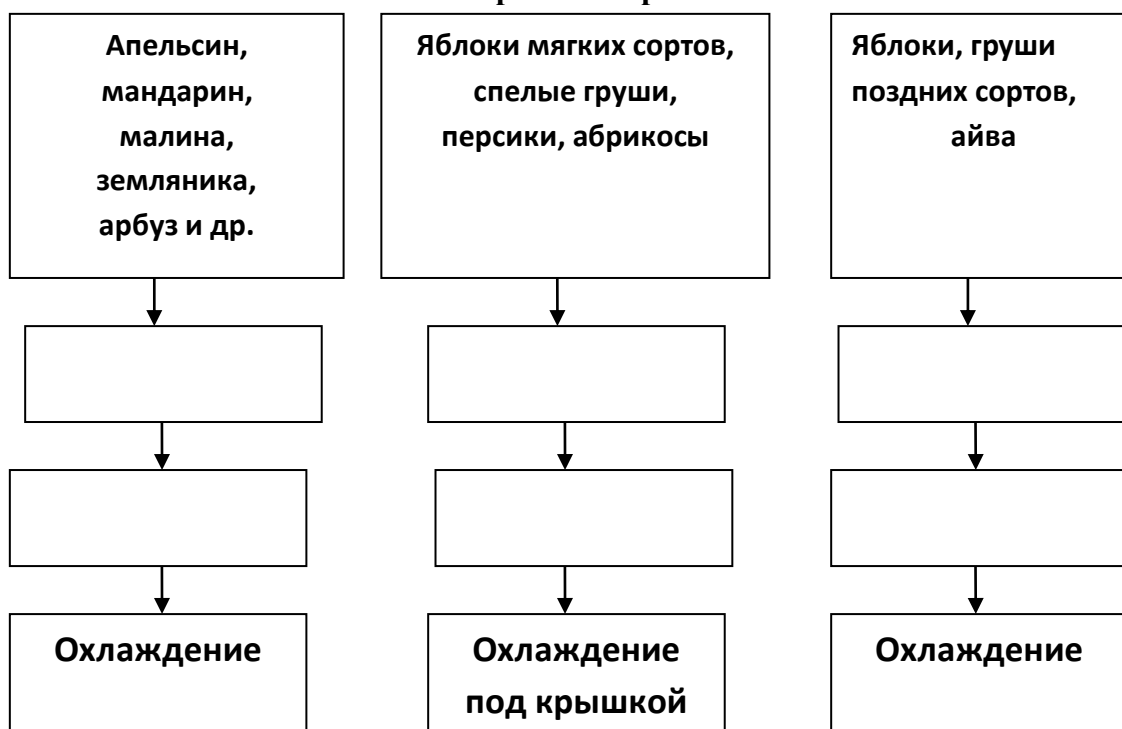 Апельсин,
мандарин,
малина,
земляника,
арбуз и др.
Яблоки мягких сортов,
спелые груши,
персики, абрикосы
Яблоки, груши
поздних сортов,
айва
Охлаждение
Охлаждение
под крышкой
Охлаждение